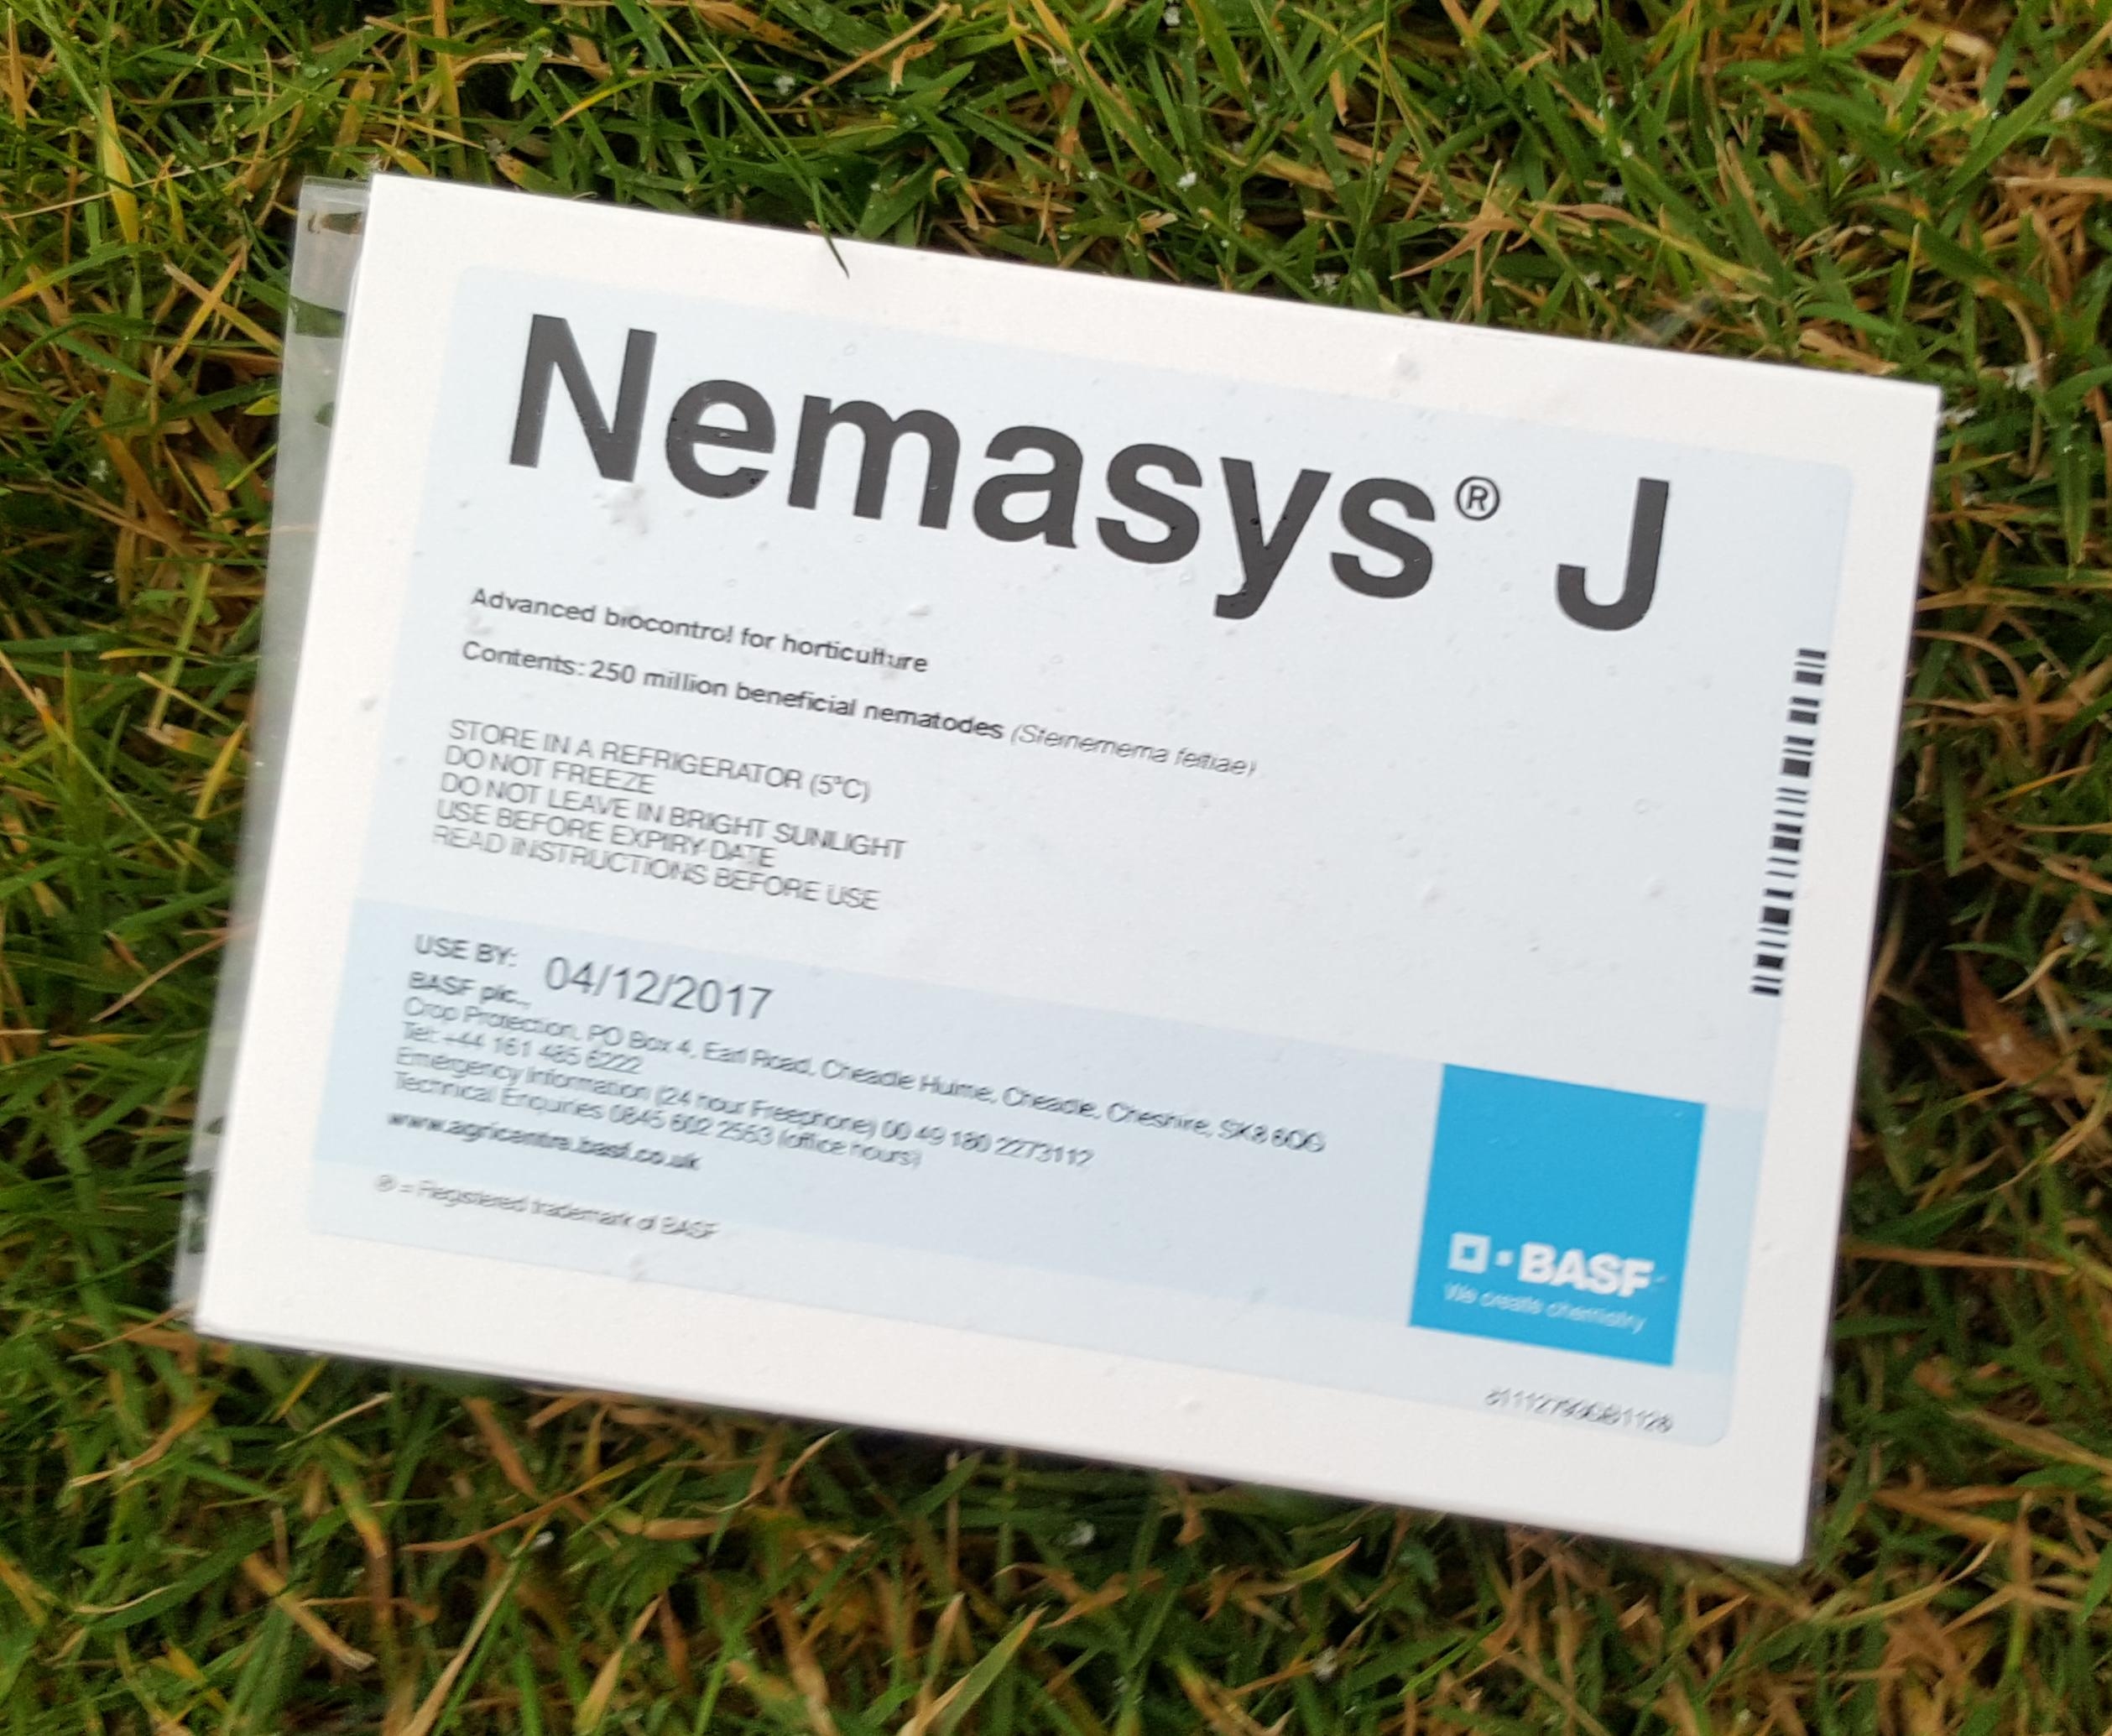 Nemasys® J
Advanced biocontrol for horticulture
Contents: 250 million beneficial nematodes (Steinernema feltiae)
STORE IN A REFRIGERATOR (5°C)
DO NOT FREEZE
DO NOT LEAVE IN BRIGHT SUNLIGHT
USE BEFORE EXPIRY DATE
READ INSTRUCTIONS BEFORE USE
USE BY: 04/12/2017
BASF plc.,
Crop Protection, PO Box 4, Earl Road, Cheadle Hulme, Cheadle, Cheshire, SK8 6QG
Tel: +44 161 485 6222
Emergency Information (24 hour Freephone) 00 49 180 2273112
Technical Enquiries 0845 602 2553 (office hours)
www.agricentre.basf.co.uk
® = Registered trademark of BASF
BASF
We create chemistry